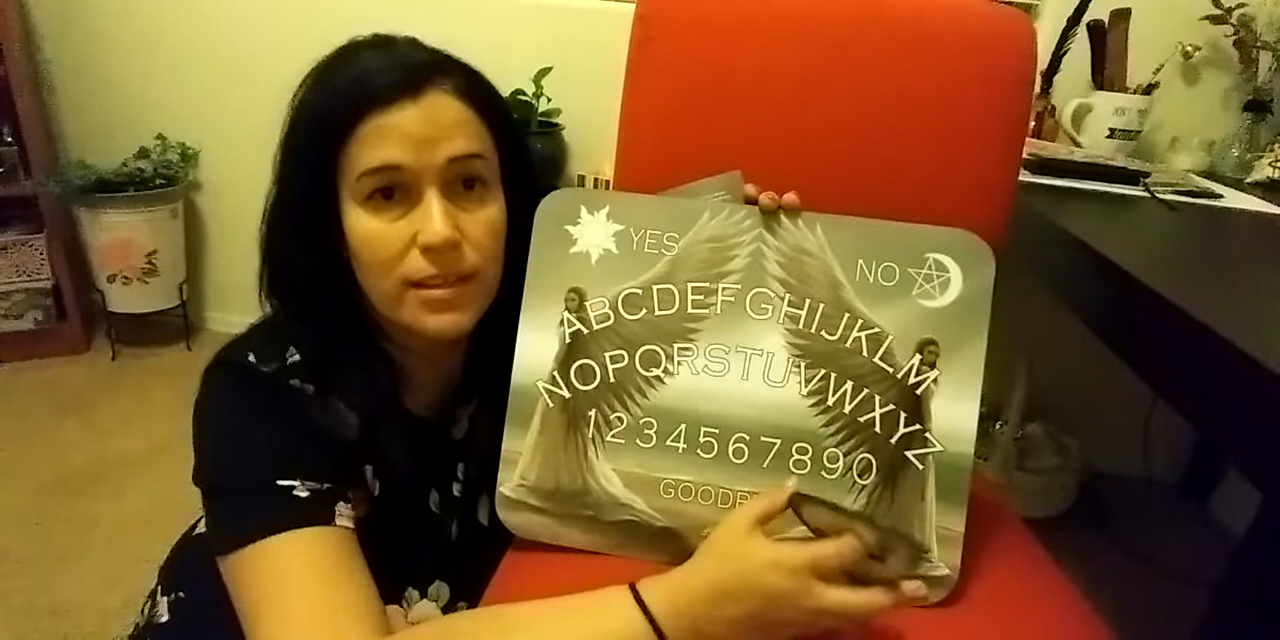 YES
NO
ABCDEFGHIJKLM
NOPQRSTUVWXYZ
1234567890